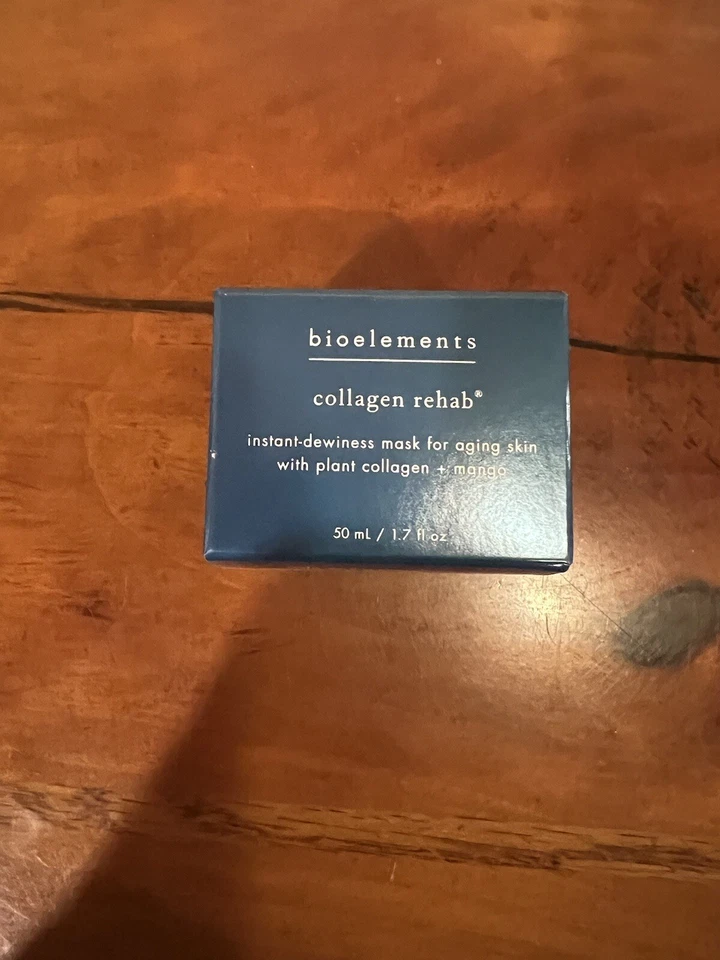 bioelements
collagen rehab®
instant-dewiness mask for aging skin
with plant collagen + mango
50 mL / 1.7 fl oz